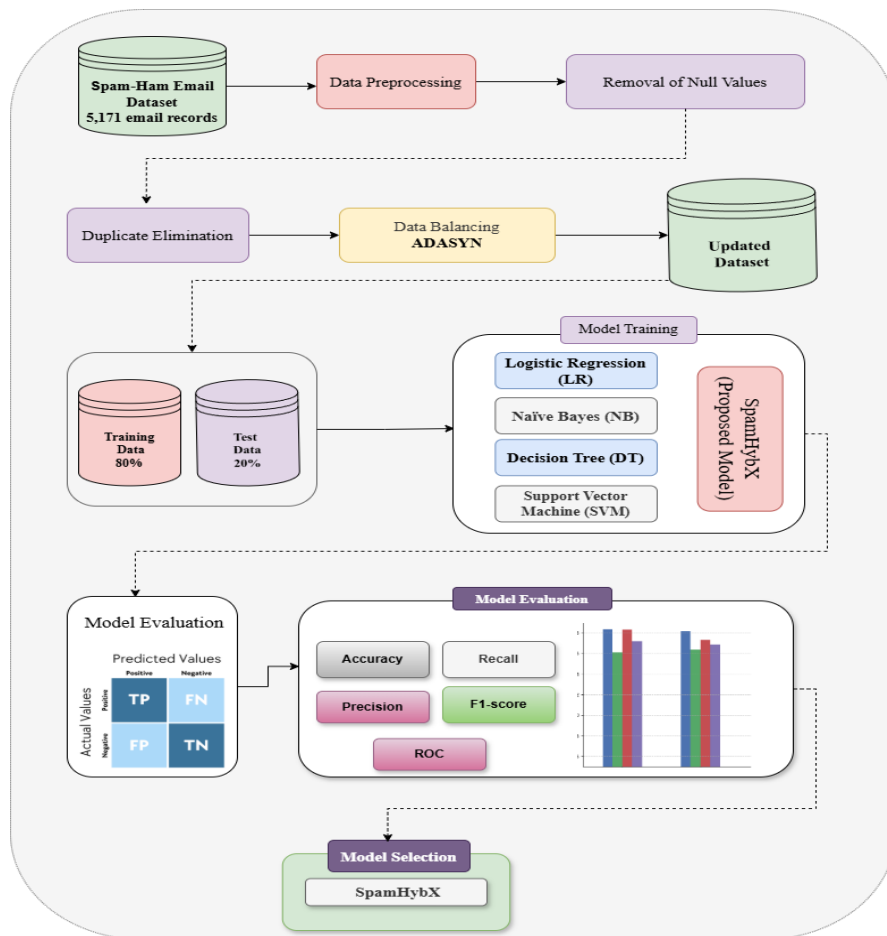 Spam-Ham Email
Dataset
5,171 email records
Data Preprocessing
Removal of Null Values
Duplicate Elimination
Data Balancing
ADASYN
Updated
Dataset
Training
Data
80%
Test
Data
20%
Model Training
Logistic Regression
(LR)
Naïve Bayes (NB)
Decision Tree (DT)
Support Vector
Machine (SVM)
SpamHybX
(Proposed Model)
Model Evaluation
Predicted Values
Positive Negative
Actual Values
Positive
Negative
TP FN
FP TN
Model Evaluation
Accuracy
Recall
Precision
F1-score
ROC
Model Selection
SpamHybX